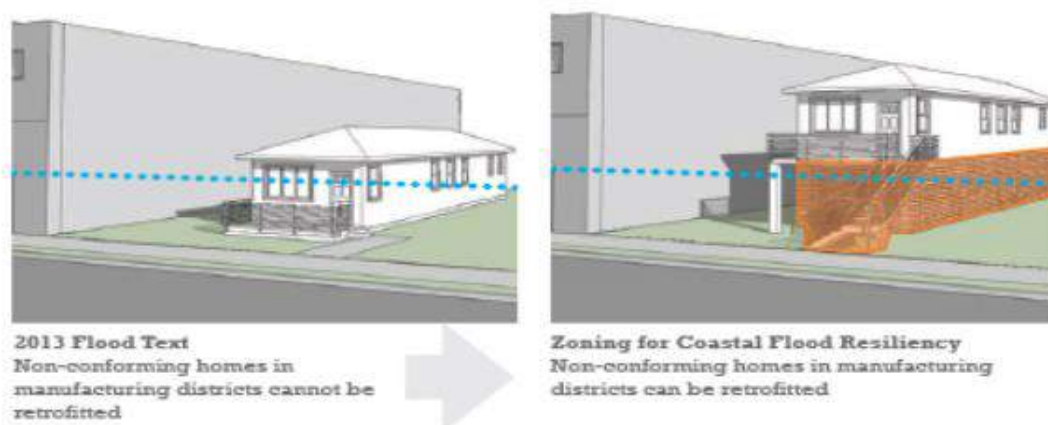 2013 Flood Text
Non-conforming homes in
manufacturing districts cannot be
retrofitted
Zoning for Coastal Flood Resiliency
Non-conforming homes in manufacturing
districts can be retrofitted